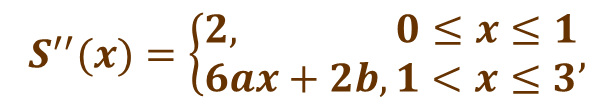 S''(x) = {2, 0 ≤ x ≤ 1
6ax + 2b, 1 < x ≤ 3'